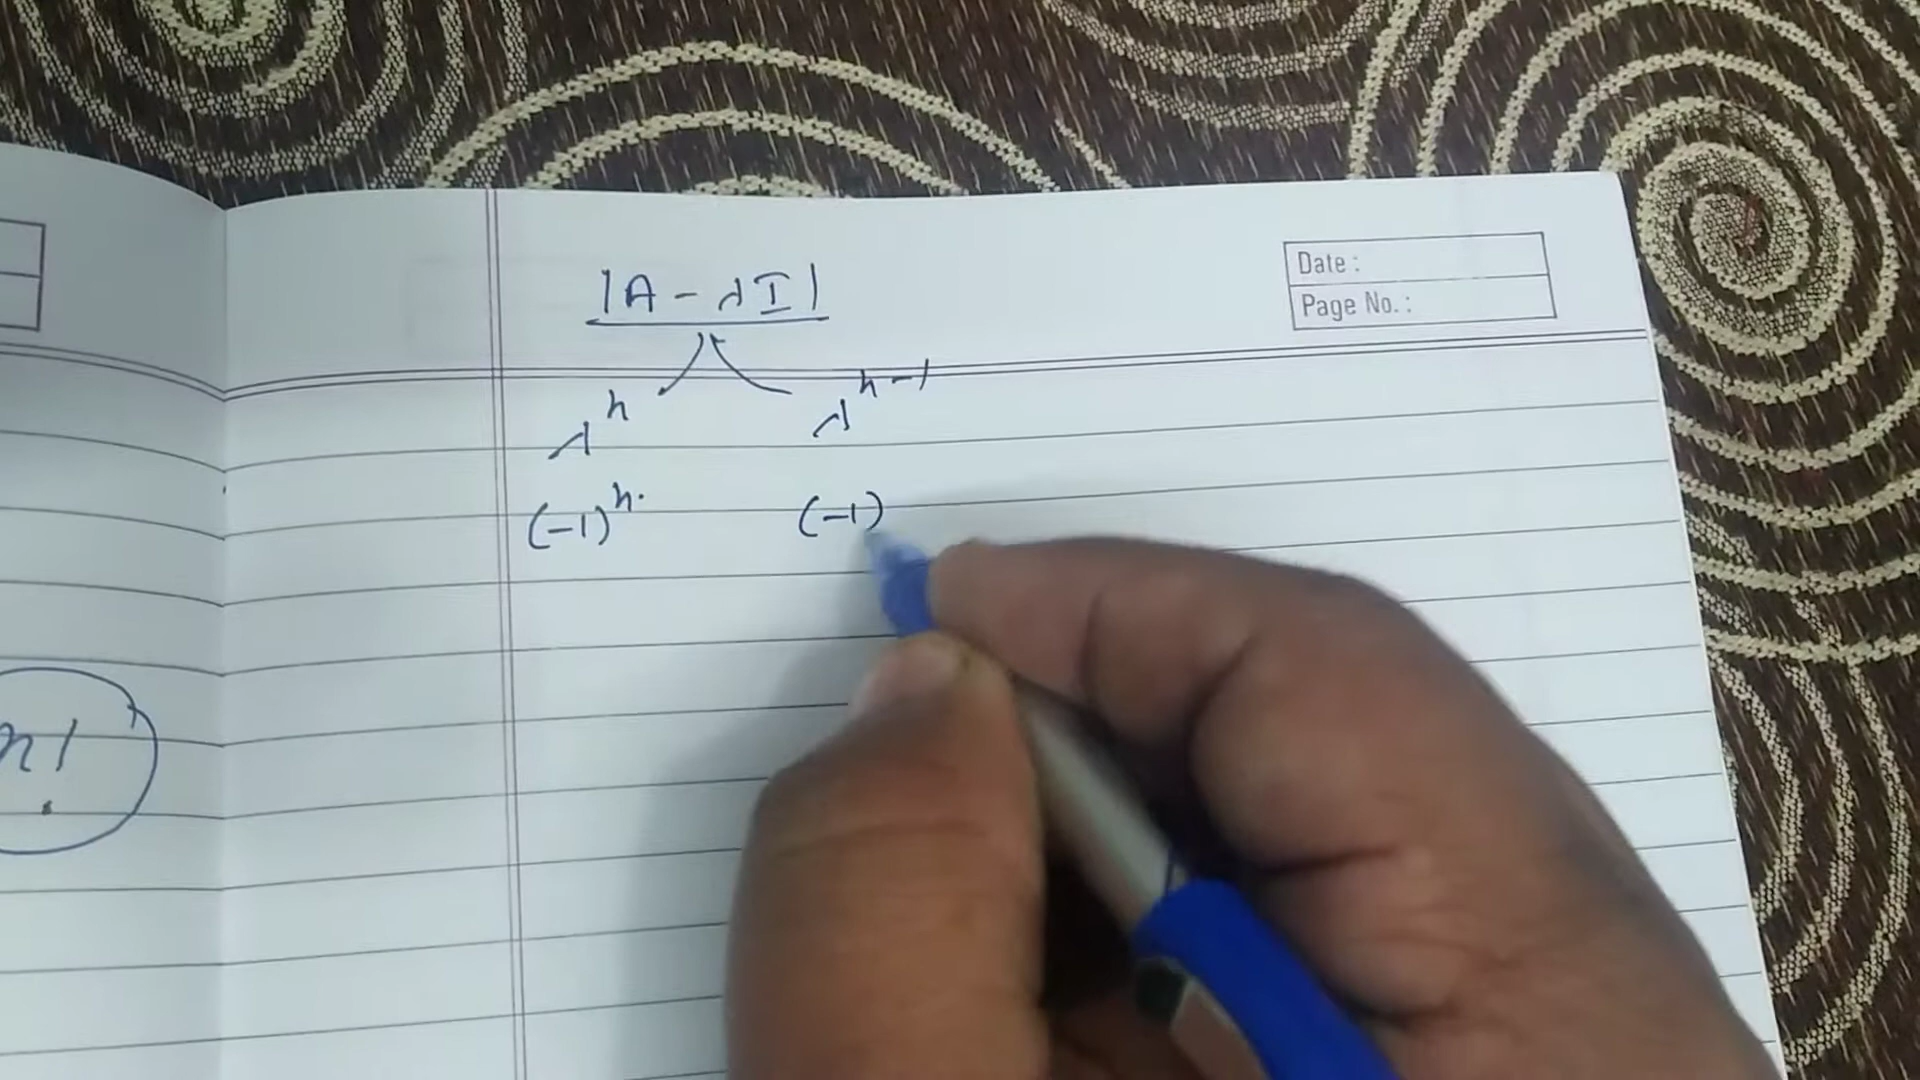 |A - λI|
λ^n λ^n-1
(-1)^n. (-1)
n!
Date :
Page No. :